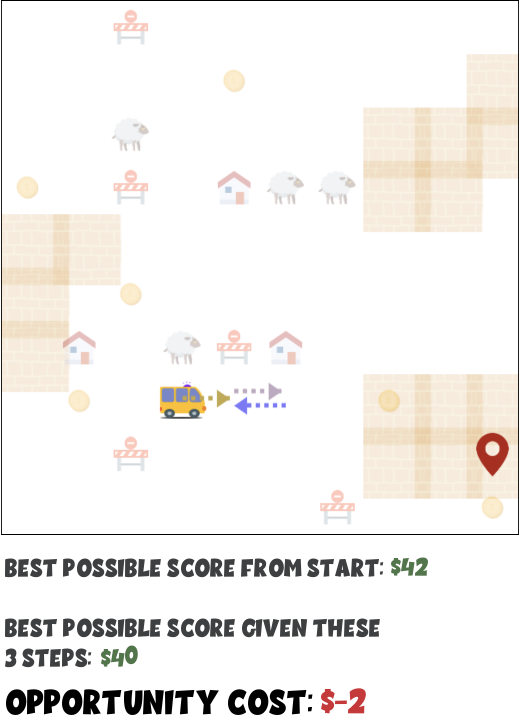 BEST POSSIBLE SCORE FROM START: $42
BEST POSSIBLE SCORE GIVEN THESE
3 STEPS: $40
OPPORTUNITY COST: $-2